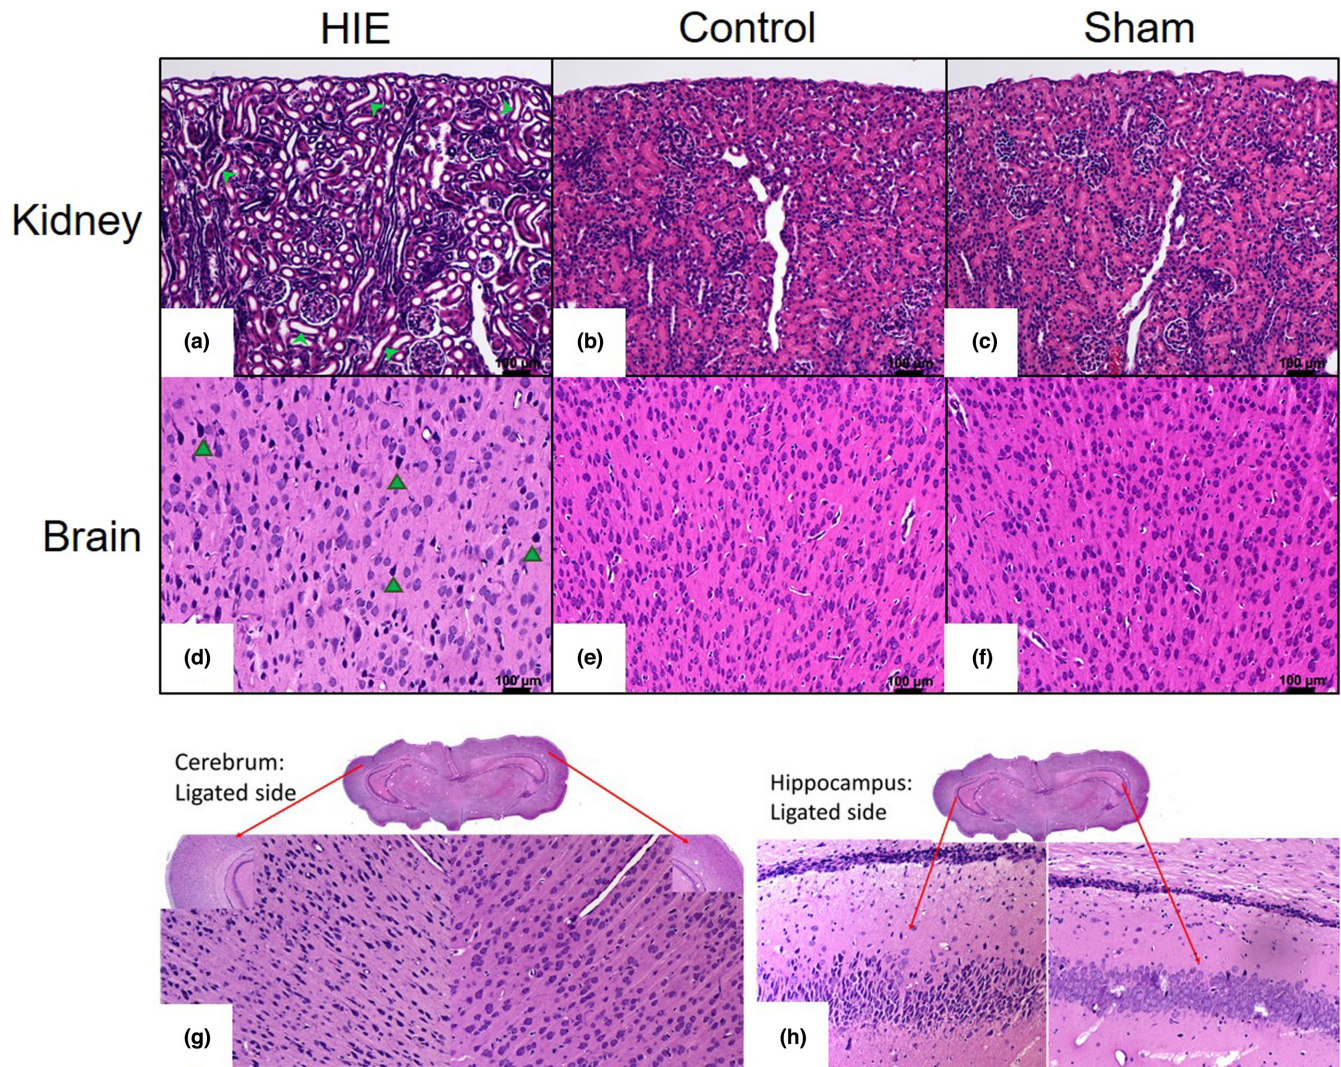 HIE Control Sham
Kidney
(a) 100 µm (b) 100 µm (c) 100 µm
Brain
(d) 100 µm (e) 100 µm (f) 100 µm
Cerebrum:
Ligated side
Hippocampus:
Ligated side
(g) (h)